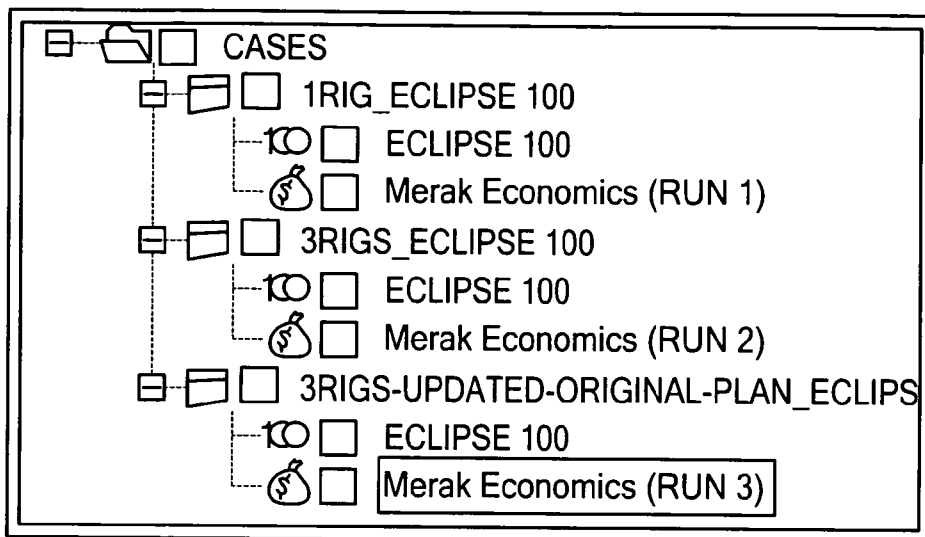 CASES
1RIG_ECLIPSE 100
ECLIPSE 100
Merak Economics (RUN 1)
3RIGS_ECLIPSE 100
ECLIPSE 100
Merak Economics (RUN 2)
3RIGS-UPDATED-ORIGINAL-PLAN_ECLIPS
ECLIPSE 100
Merak Economics (RUN 3)